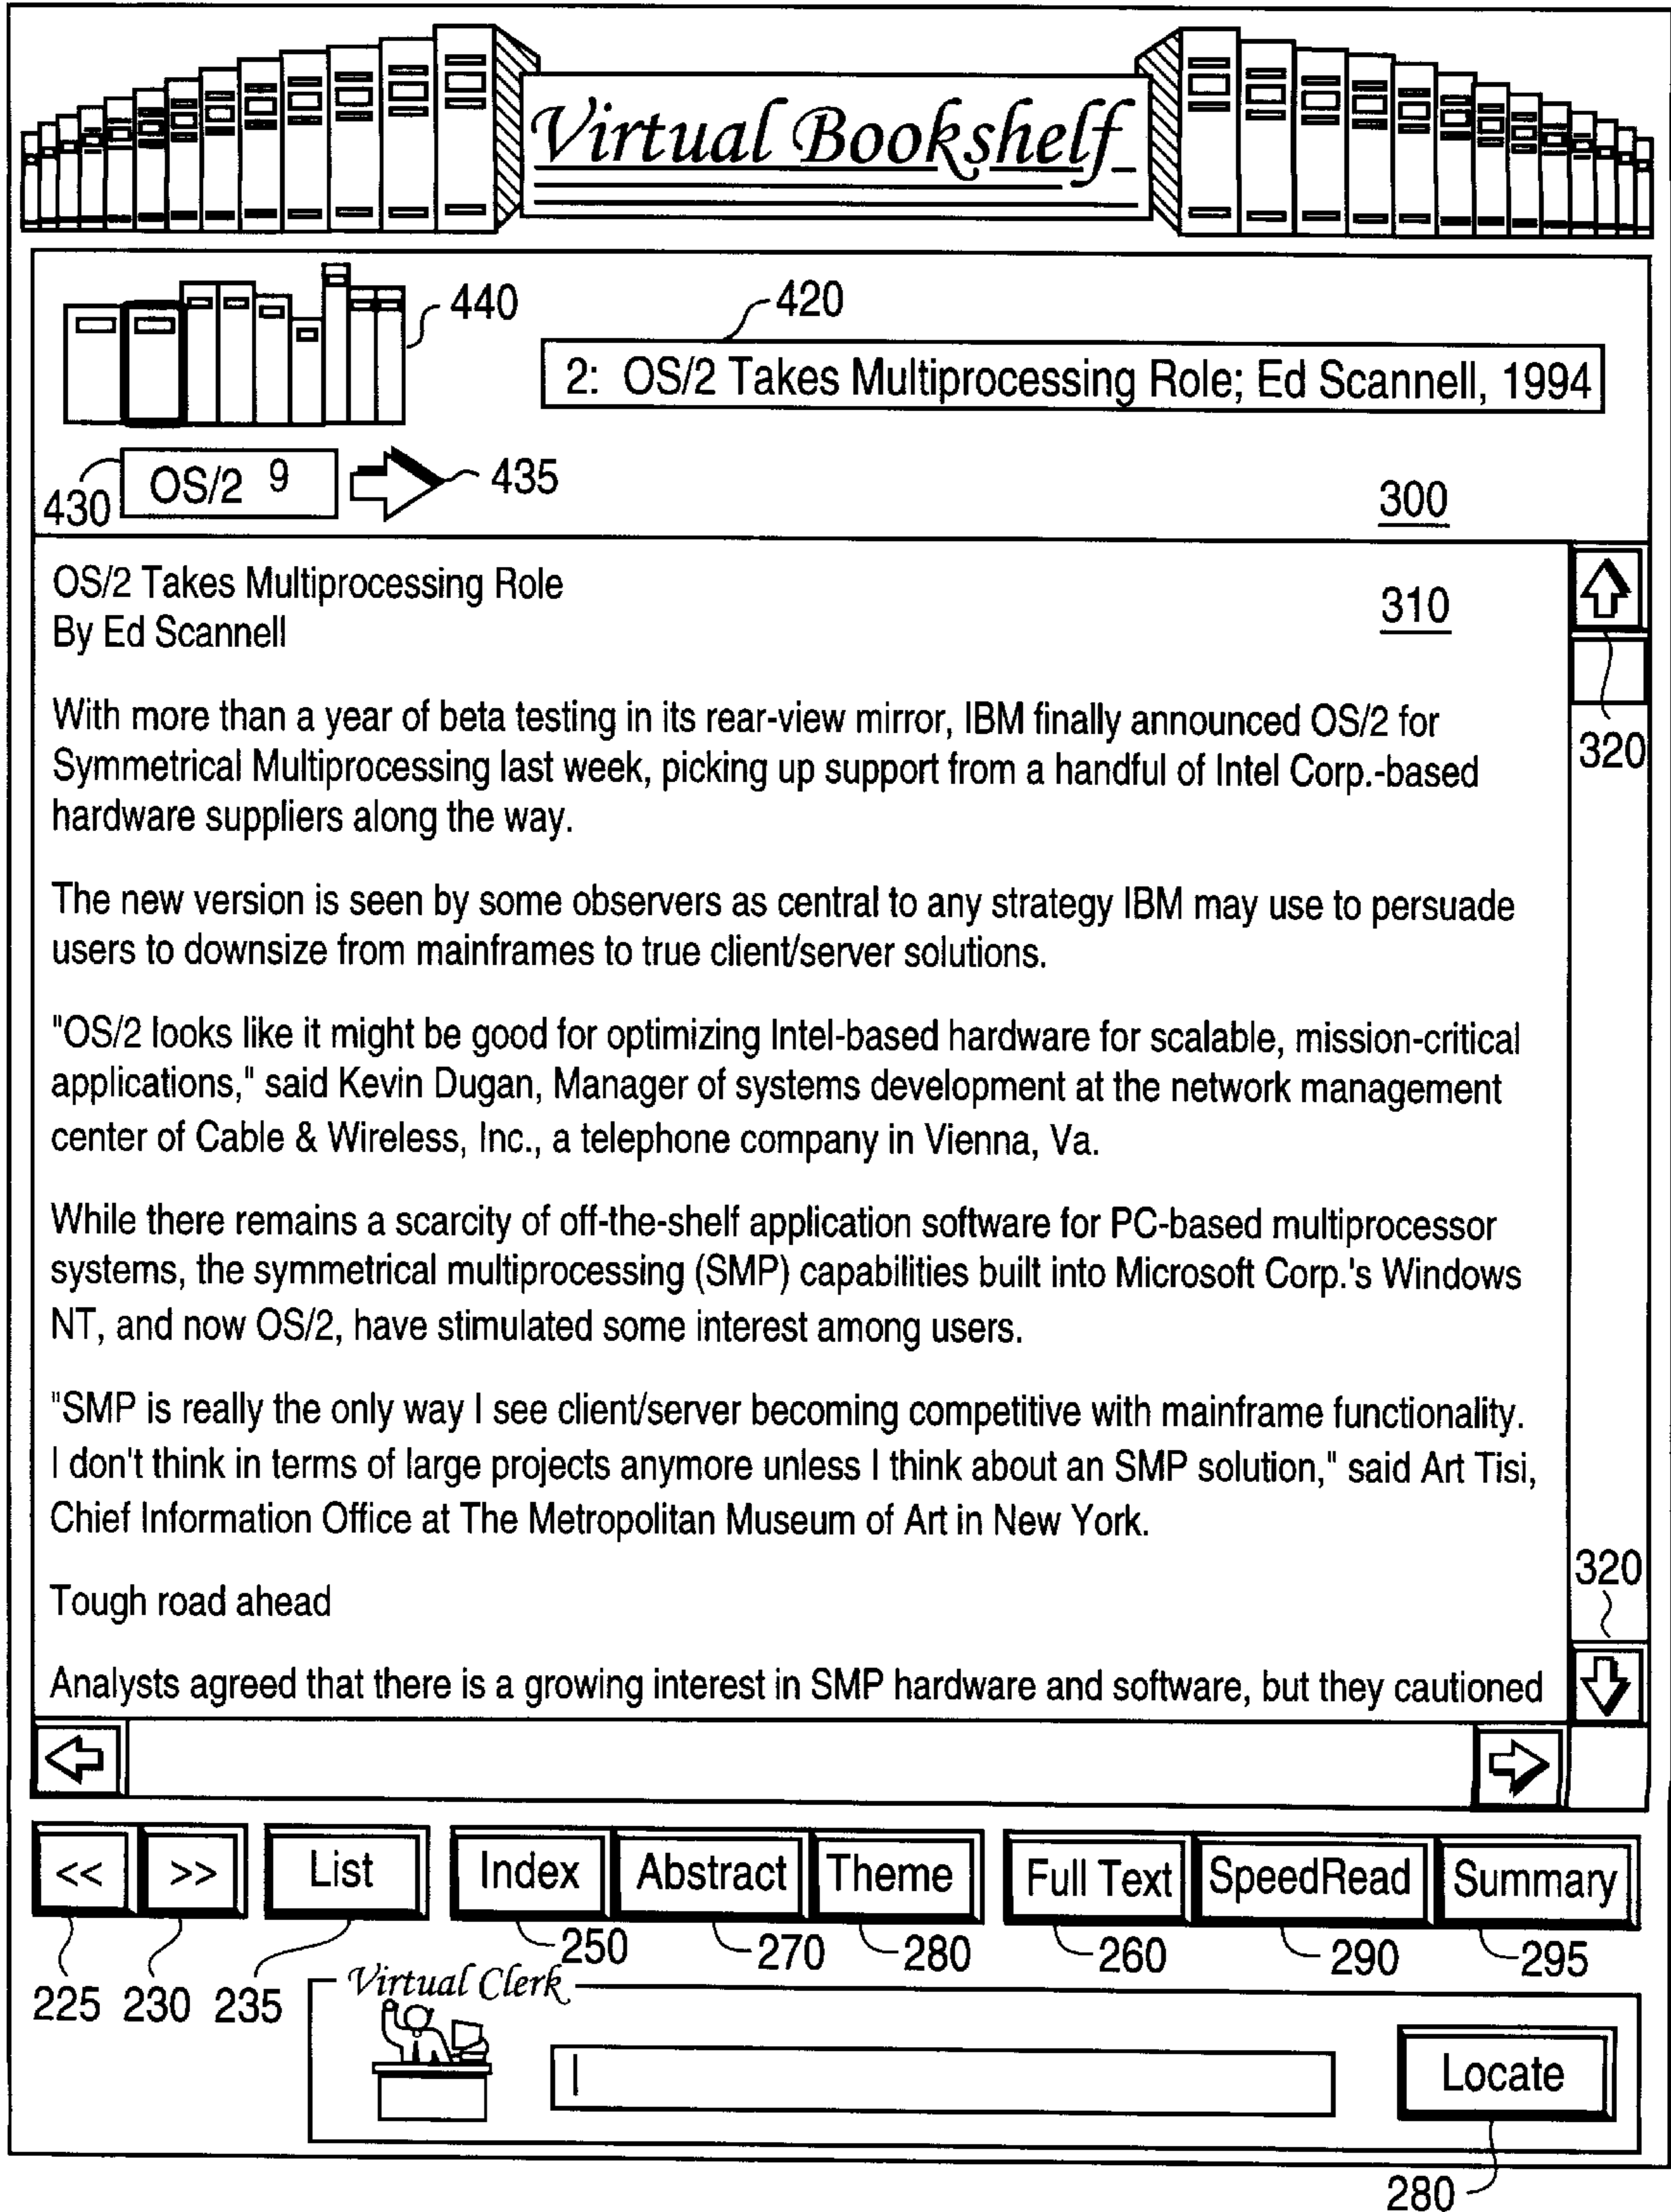 Virtual Bookshelf
440
420
2: OS/2 Takes Multiprocessing Role; Ed Scannell, 1994
430
OS/2 9
435
300
OS/2 Takes Multiprocessing Role
310
By Ed Scannell
With more than a year of beta testing in its rear-view mirror, IBM finally announced OS/2 for
320
Symmetrical Multiprocessing last week, picking up support from a handful of Intel Corp.-based
hardware suppliers along the way.
The new version is seen by some observers as central to any strategy IBM may use to persuade
users to downsize from mainframes to true client/server solutions.
"OS/2 looks like it might be good for optimizing Intel-based hardware for scalable, mission-critical
applications," said Kevin Dugan, Manager of systems development at the network management
center of Cable & Wireless, Inc., a telephone company in Vienna, Va.
While there remains a scarcity of off-the-shelf application software for PC-based multiprocessor
systems, the symmetrical multiprocessing (SMP) capabilities built into Microsoft Corp.'s Windows
NT, and now OS/2, have stimulated some interest among users.
"SMP is really the only way I see client/server becoming competitive with mainframe functionality.
I don't think in terms of large projects anymore unless I think about an SMP solution," said Art Tisi,
Chief Information Office at The Metropolitan Museum of Art in New York.
320
Tough road ahead
Analysts agreed that there is a growing interest in SMP hardware and software, but they cautioned
<< >> List Index Abstract Theme Full Text SpeedRead Summary
250 270 280 260 290 295
225 230 235
Virtual Clerk
Locate
280